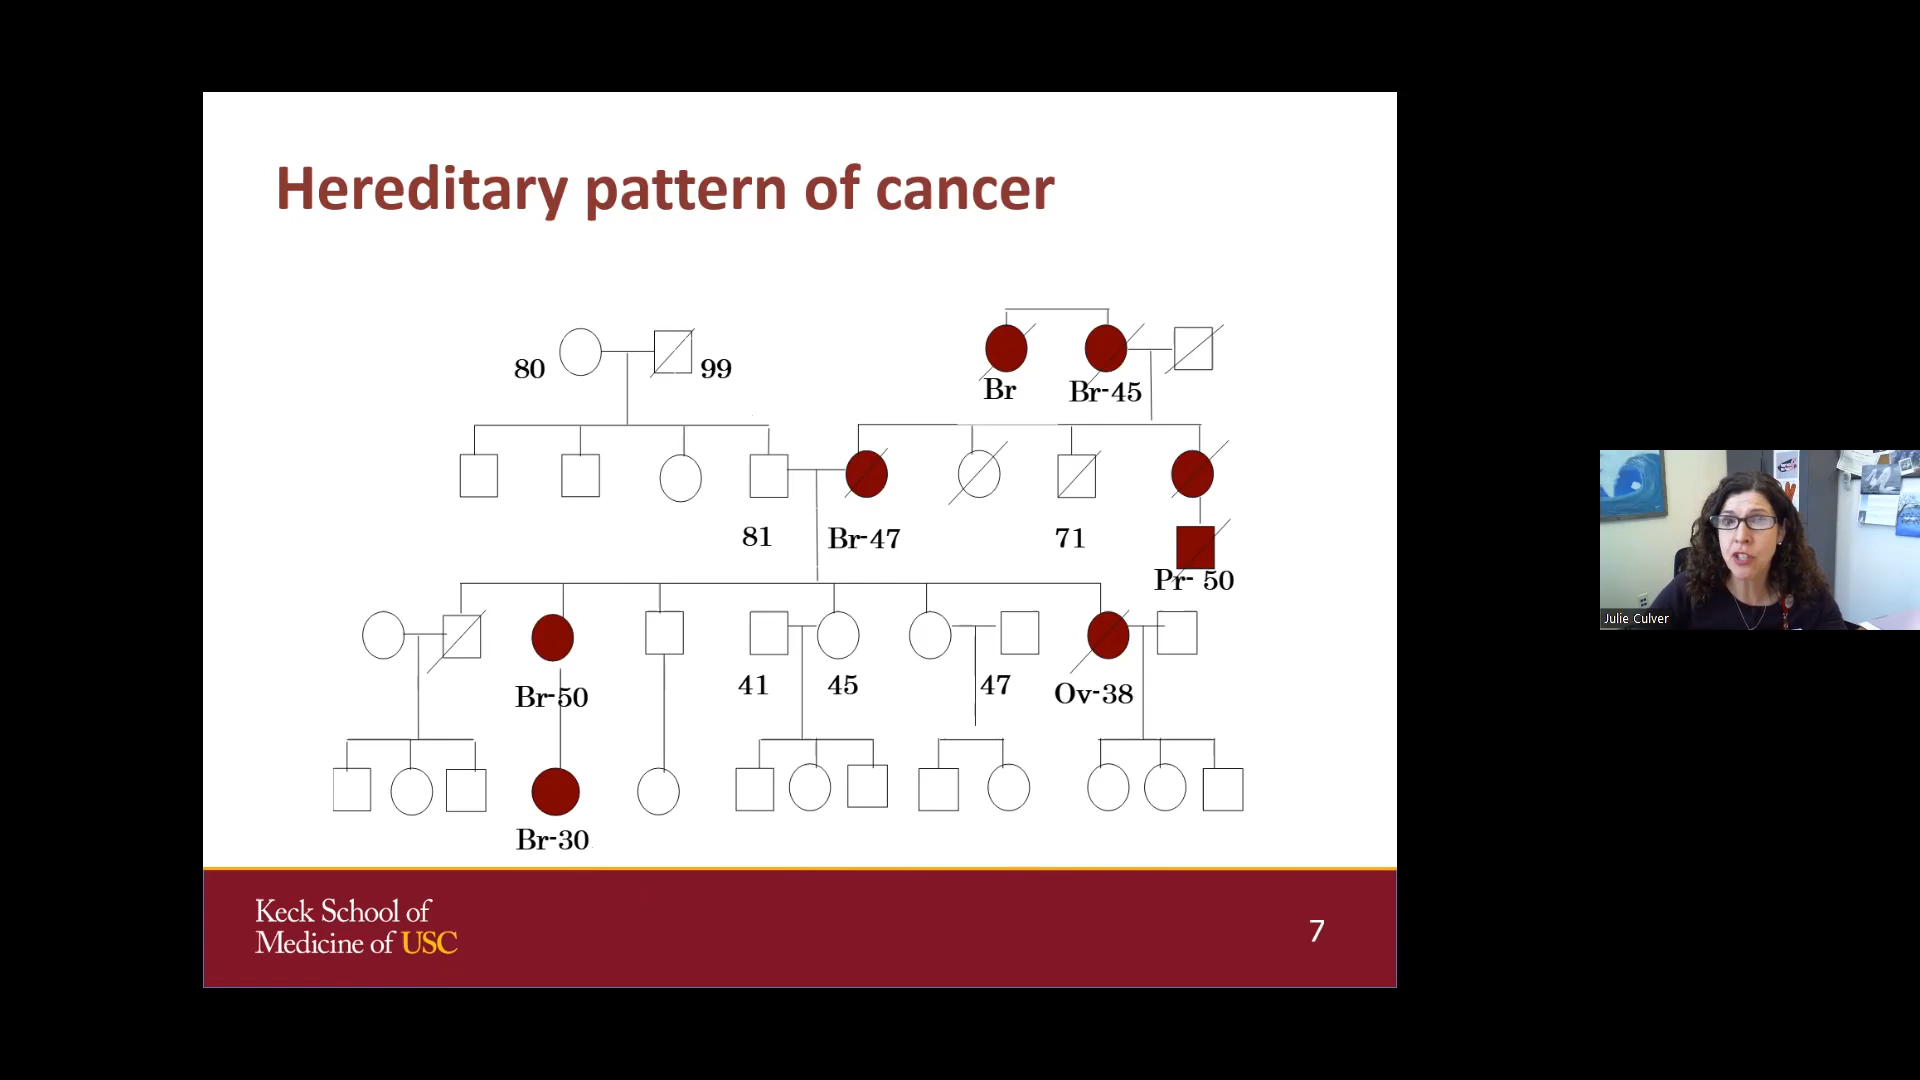 Hereditary pattern of cancer
80
99
Br
Br-45
81
Br-47
71
Pr- 50
Br-50
41
45
47
Ov-38
Br-30
Keck School of
Medicine of USC
7
Julie Culver